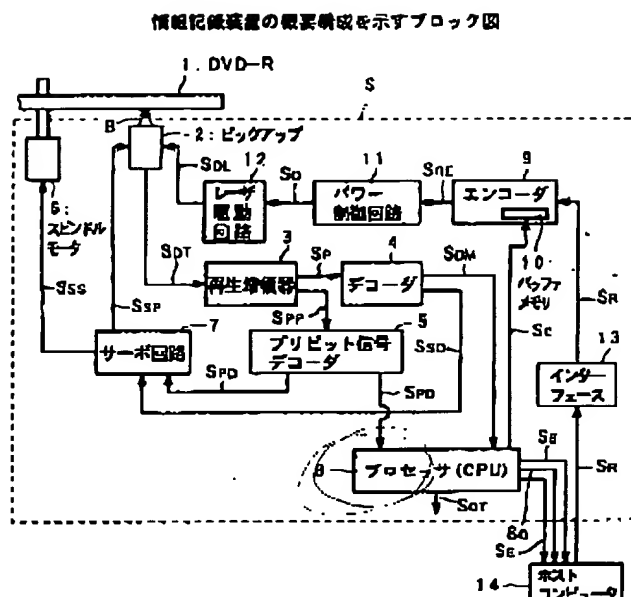 情報記録装置の概要構成を示すブロック図
1. DVD-R
S
B
2:ピックアップ
6:
スピンドル
モータ
SDL
12
レーザ
駆動
回路
SD
11
パワー
制御回路
SRE
9
エンコーダ
10
バッファ
メモリ
SDT
3
再生増幅器
SP
4
デコーダ
SDM
SSS
SSP
SPP
5
プリピット信号
デコーダ
SSD
SC
SR
13
インター
フェース
7
サーボ回路
SPD
SPD
8
プロセッサ(CPU)
SE
SR
SOT
SE
14
ホスト
コンピュータ